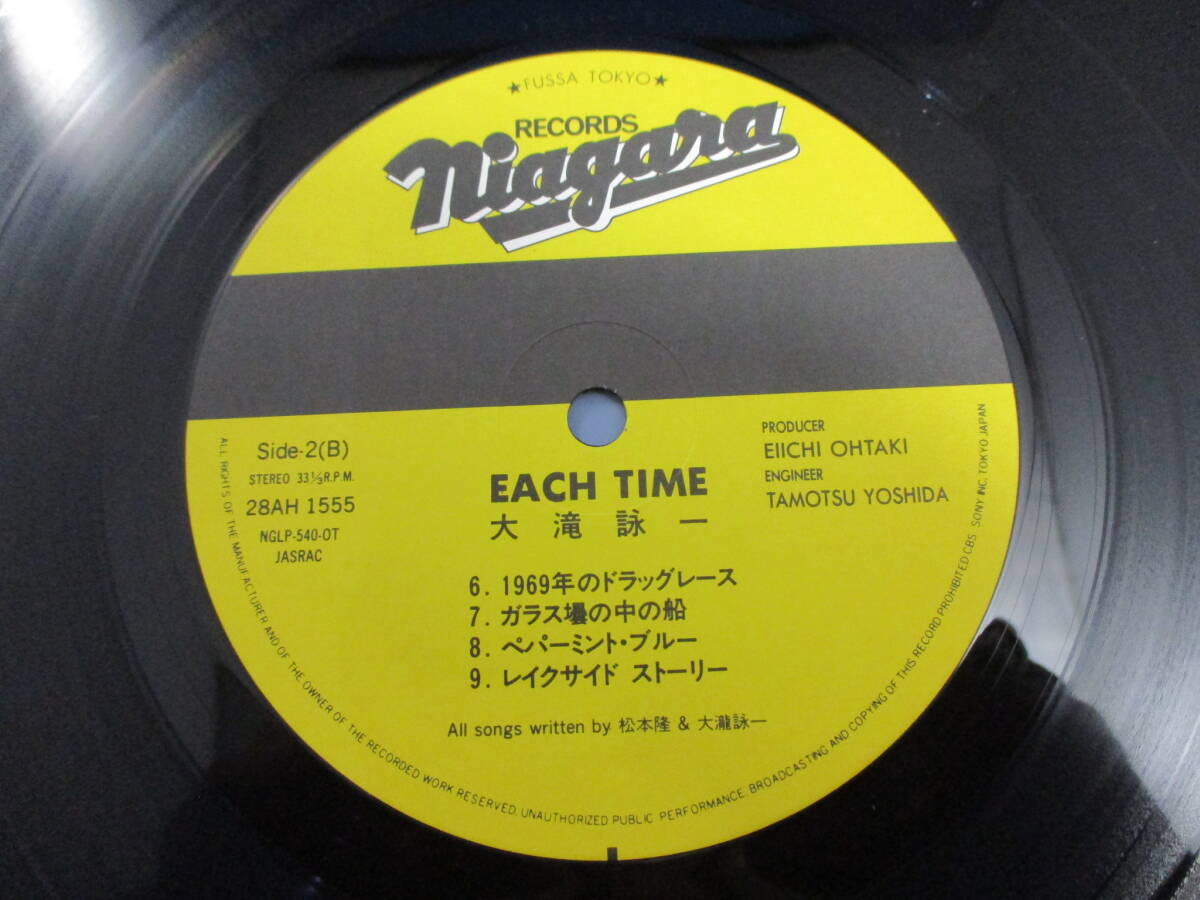 ★FUSSA TOKYO★
RECORDS
Niagara
Side-2(B)
STEREO 33⅓R.P.M.
28AH 1555
NGLP-540-OT
JASRAC
PRODUCER
EIICHI OHTAKI
ENGINEER
TAMOTSU YOSHIDA
EACH TIME
大滝詠一
6. 1969年のドラッグレース
7. ガラス壜の中の船
8. ペパーミント・ブルー
9. レイクサイド ストーリー
All songs written by 松本隆 & 大瀧詠一
ALL RIGHTS OF THE MANUFACTURER AND OF THE OWNER OF THE RECORDED WORK RESERVED. UNAUTHORIZED PUBLIC PERFORMANCE. BROADCASTING AND COPYING OF THIS RECORD PROHIBITED CBS SONY INC. TOKYO JAPAN